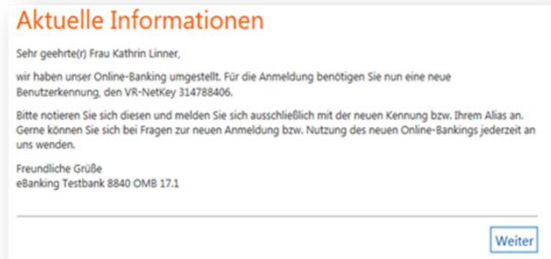 Aktuelle Informationen
Sehr geehrte(r) Frau Kathrin Linner,
wir haben unser Online-Banking umgestellt. Für die Anmeldung benötigen Sie nun eine neue
Benutzerkennung, den VR-NetKey 314788406.
Bitte notieren Sie sich diesen und melden Sie sich ausschließlich mit der neuen Kennung bzw. Ihrem Alias an.
Gerne können Sie sich bei Fragen zur neuen Anmeldung bzw. Nutzung des neuen Online-Bankings jederzeit an
uns wenden.
Freundliche Grüße
eBanking Testbank 8840 OMB 17.1
Weiter